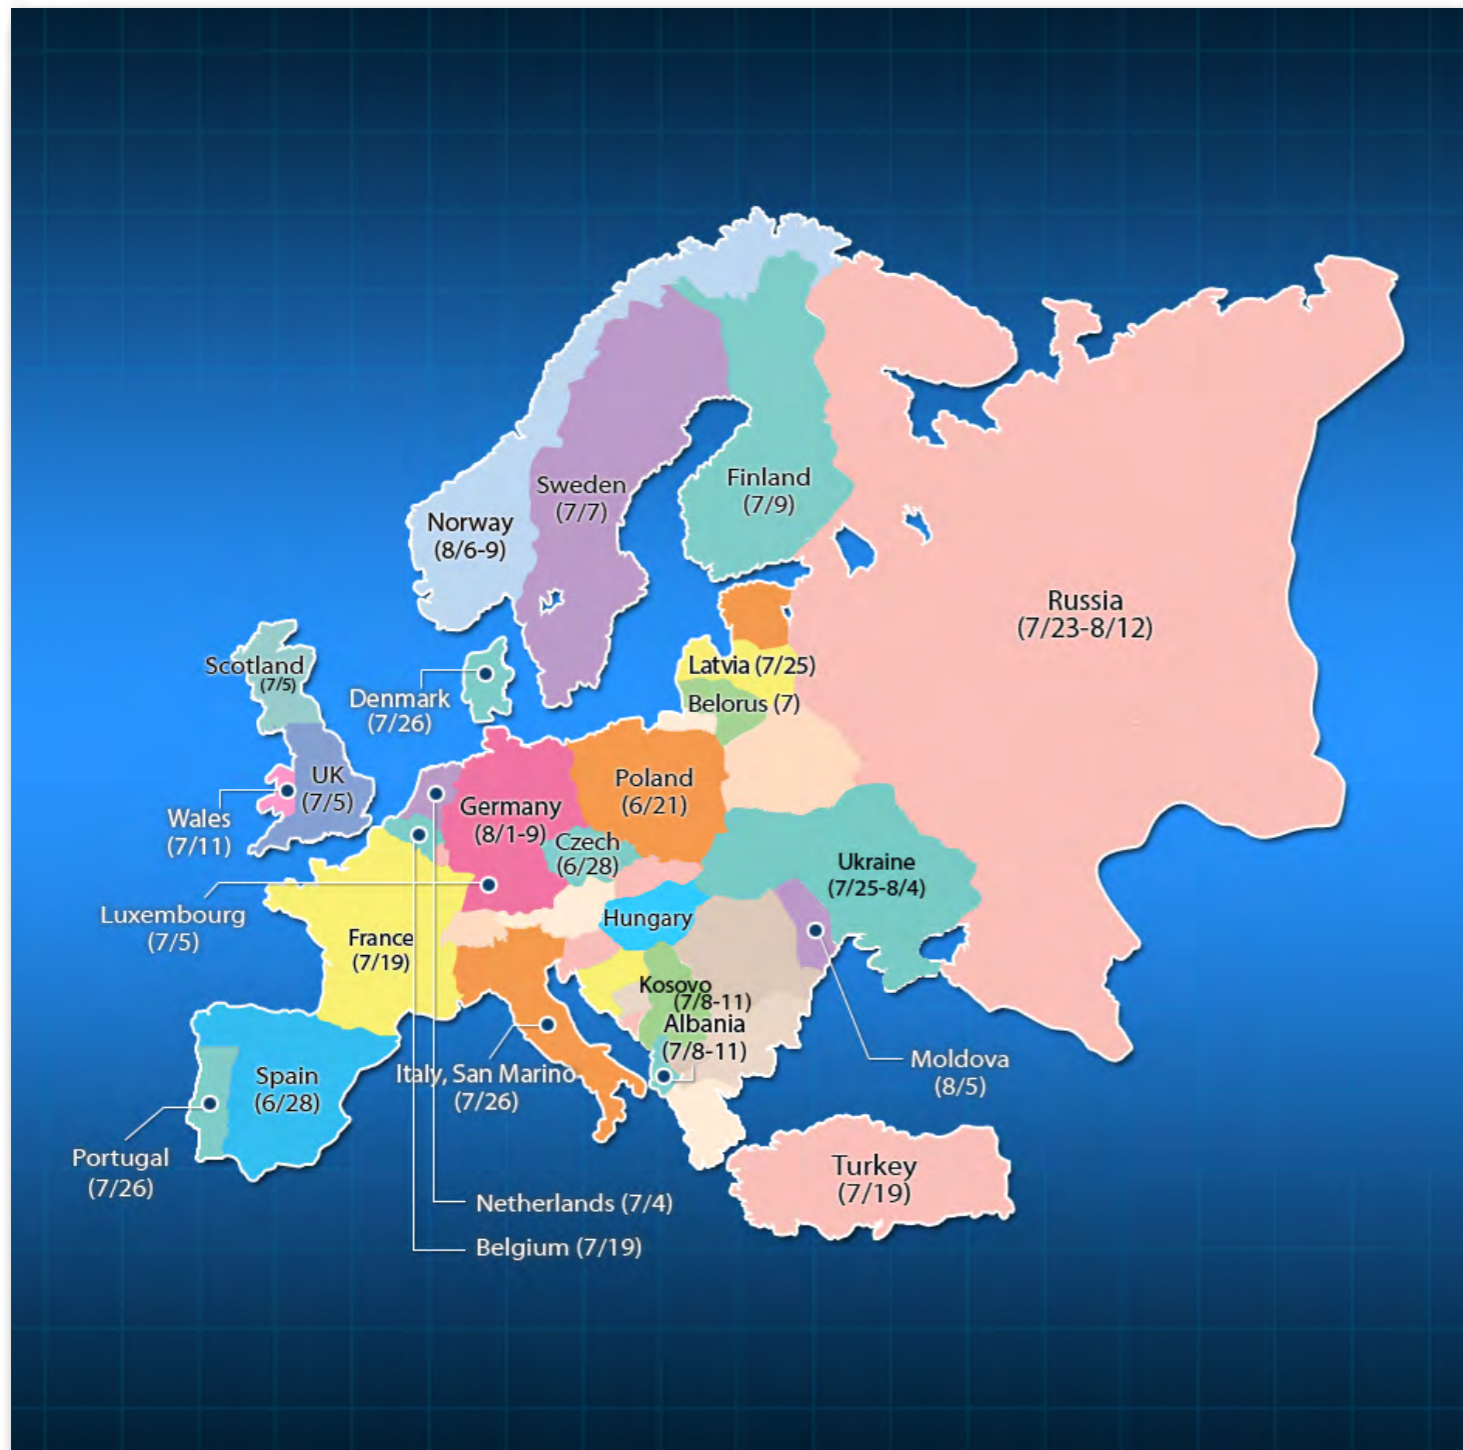 Finland
(7/9)
Sweden
(7/7)
Norway
(8/6-9)
Russia
(7/23-8/12)
Scotland
(7/5)
Latvia (7/25)
Denmark
(7/26)
Belorus (7)
UK
(7/5)
Poland
(6/21)
Wales
(7/11)
Germany
(8/1-9)
Czech
(6/28)
Ukraine
(7/25-8/4)
Luxembourg
(7/5)
Hungary
France
(7/19)
Kosovo
(7/8-11)
Albania
(7/8-11)
Moldova
(8/5)
Spain
(6/28)
Italy, San Marino
(7/26)
Portugal
(7/26)
Turkey
(7/19)
Netherlands (7/4)
Belgium (7/19)